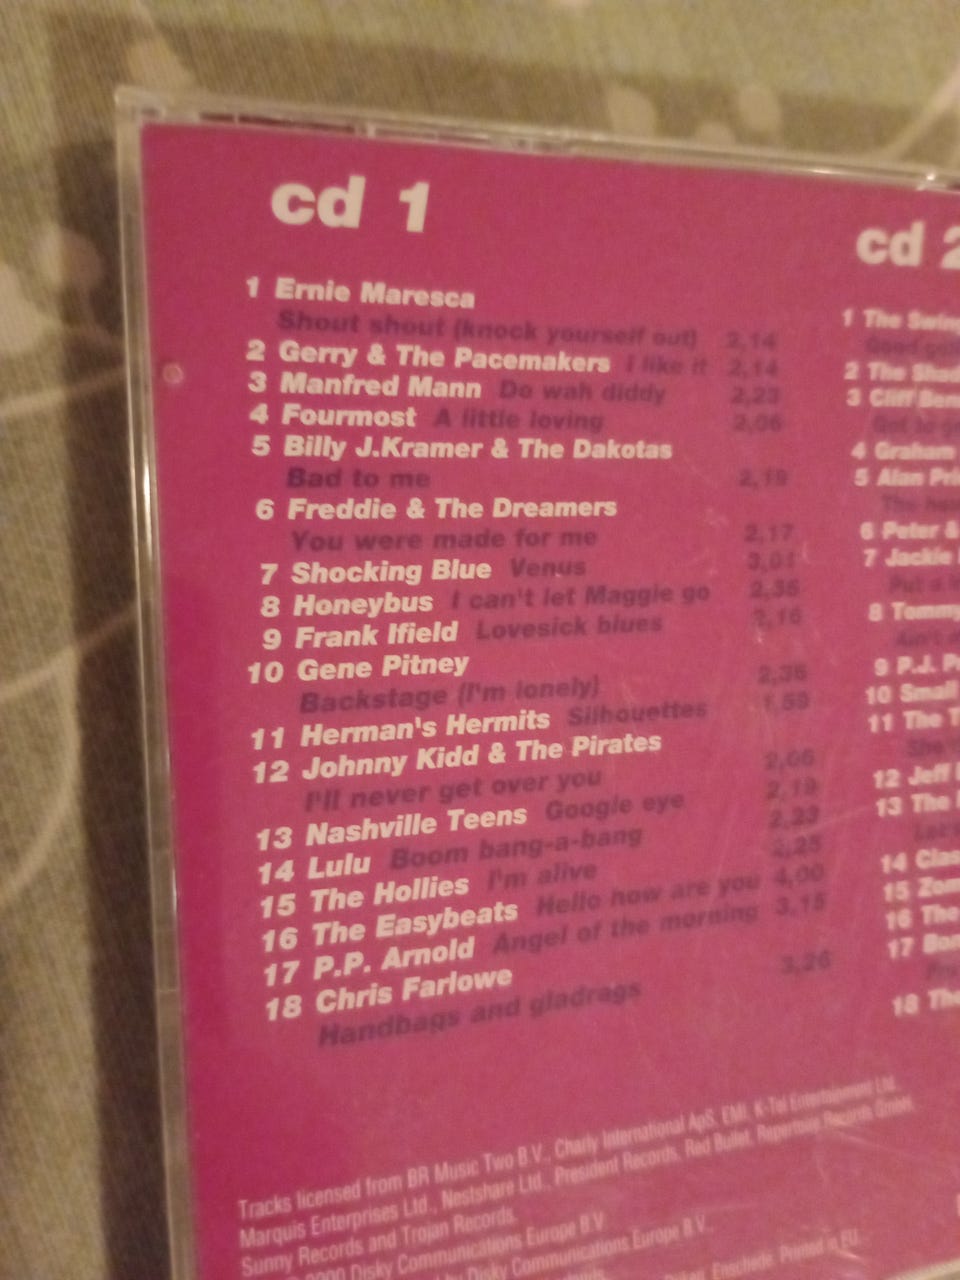 cd 1
1 Ernie Maresca
Shout shout (knock yourself out) 2,14
2 Gerry & The Pacemakers I like it 2,14
3 Manfred Mann Do wah diddy 2,23
4 Fourmost A little loving 2,06
5 Billy J.Kramer & The Dakotas
Bad to me 2,19
6 Freddie & The Dreamers
You were made for me 2,17
7 Shocking Blue Venus 3,01
8 Honeybus I can't let Maggie go 2,36
9 Frank Ifield Lovesick blues 2,16
10 Gene Pitney
Backstage (I'm lonely) 2,36
11 Herman's Hermits Silhouettes 1,59
12 Johnny Kidd & The Pirates
I'll never get over you 2,06
13 Nashville Teens Google eye 2,19
14 Lulu Boom bang-a-bang 2,23
15 The Hollies I'm alive 2,25
16 The Easybeats Hello how are you 4,00
17 P.P. Arnold Angel of the morning 3,15
18 Chris Farlowe
Handbags and gladrags 3,26
cd 2
1 The
2 The
3 Cliff
4 Graham
5 Alan
6 Peter &
7 Jackie
Put a
8 Tommy
Ain't
9 P.J.
10 Small
11 The
She
12 Jeff
13 The
14
15
16 The
17
18 The
Tracks licensed from BR Music Two B.V., Charly International ApS, EMI, K-Tel Entertainment Ltd.,
Marquis Enterprises Ltd., Nestshare Ltd., President Records, Red Bullet, Repertoire Records GmbH,
Sunny Records and Trojan Records.
2000 Disky Communications Europe B.V.
by Disky Communications Europe B.V.,
Enschede. Printed in EU.